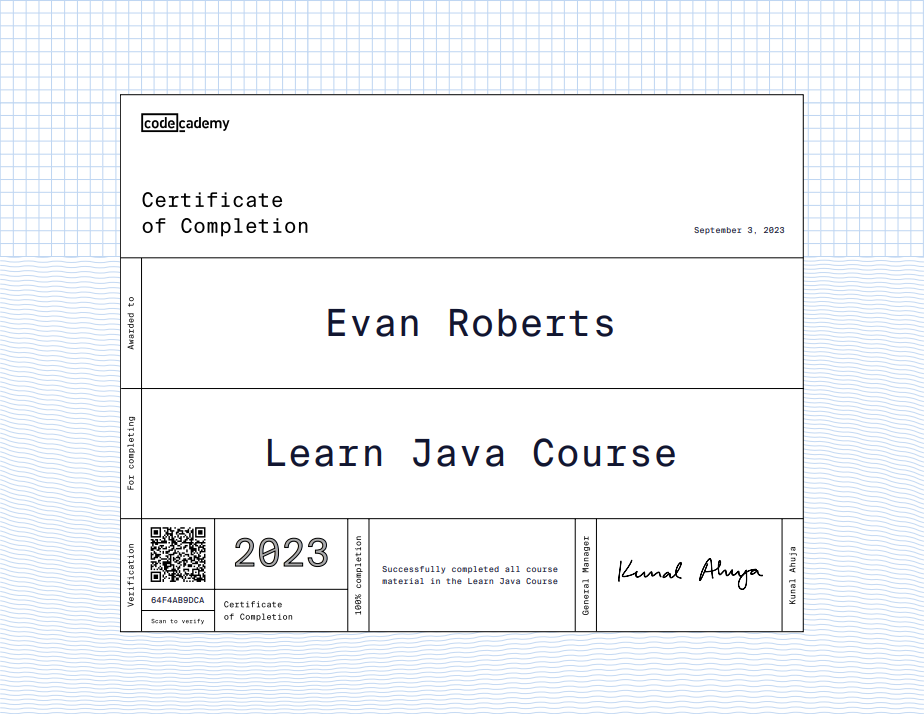 codecademy
Certificate
of Completion
September 3, 2023
Awarded to
Evan Roberts
For completing
Learn Java Course
Verification
64F4AB9DCA
Scan to verify
2023
Certificate
of Completion
100% completion
Successfully completed all course
material in the Learn Java Course
General Manager
Kunal Ahuja
Kunal Ahuja